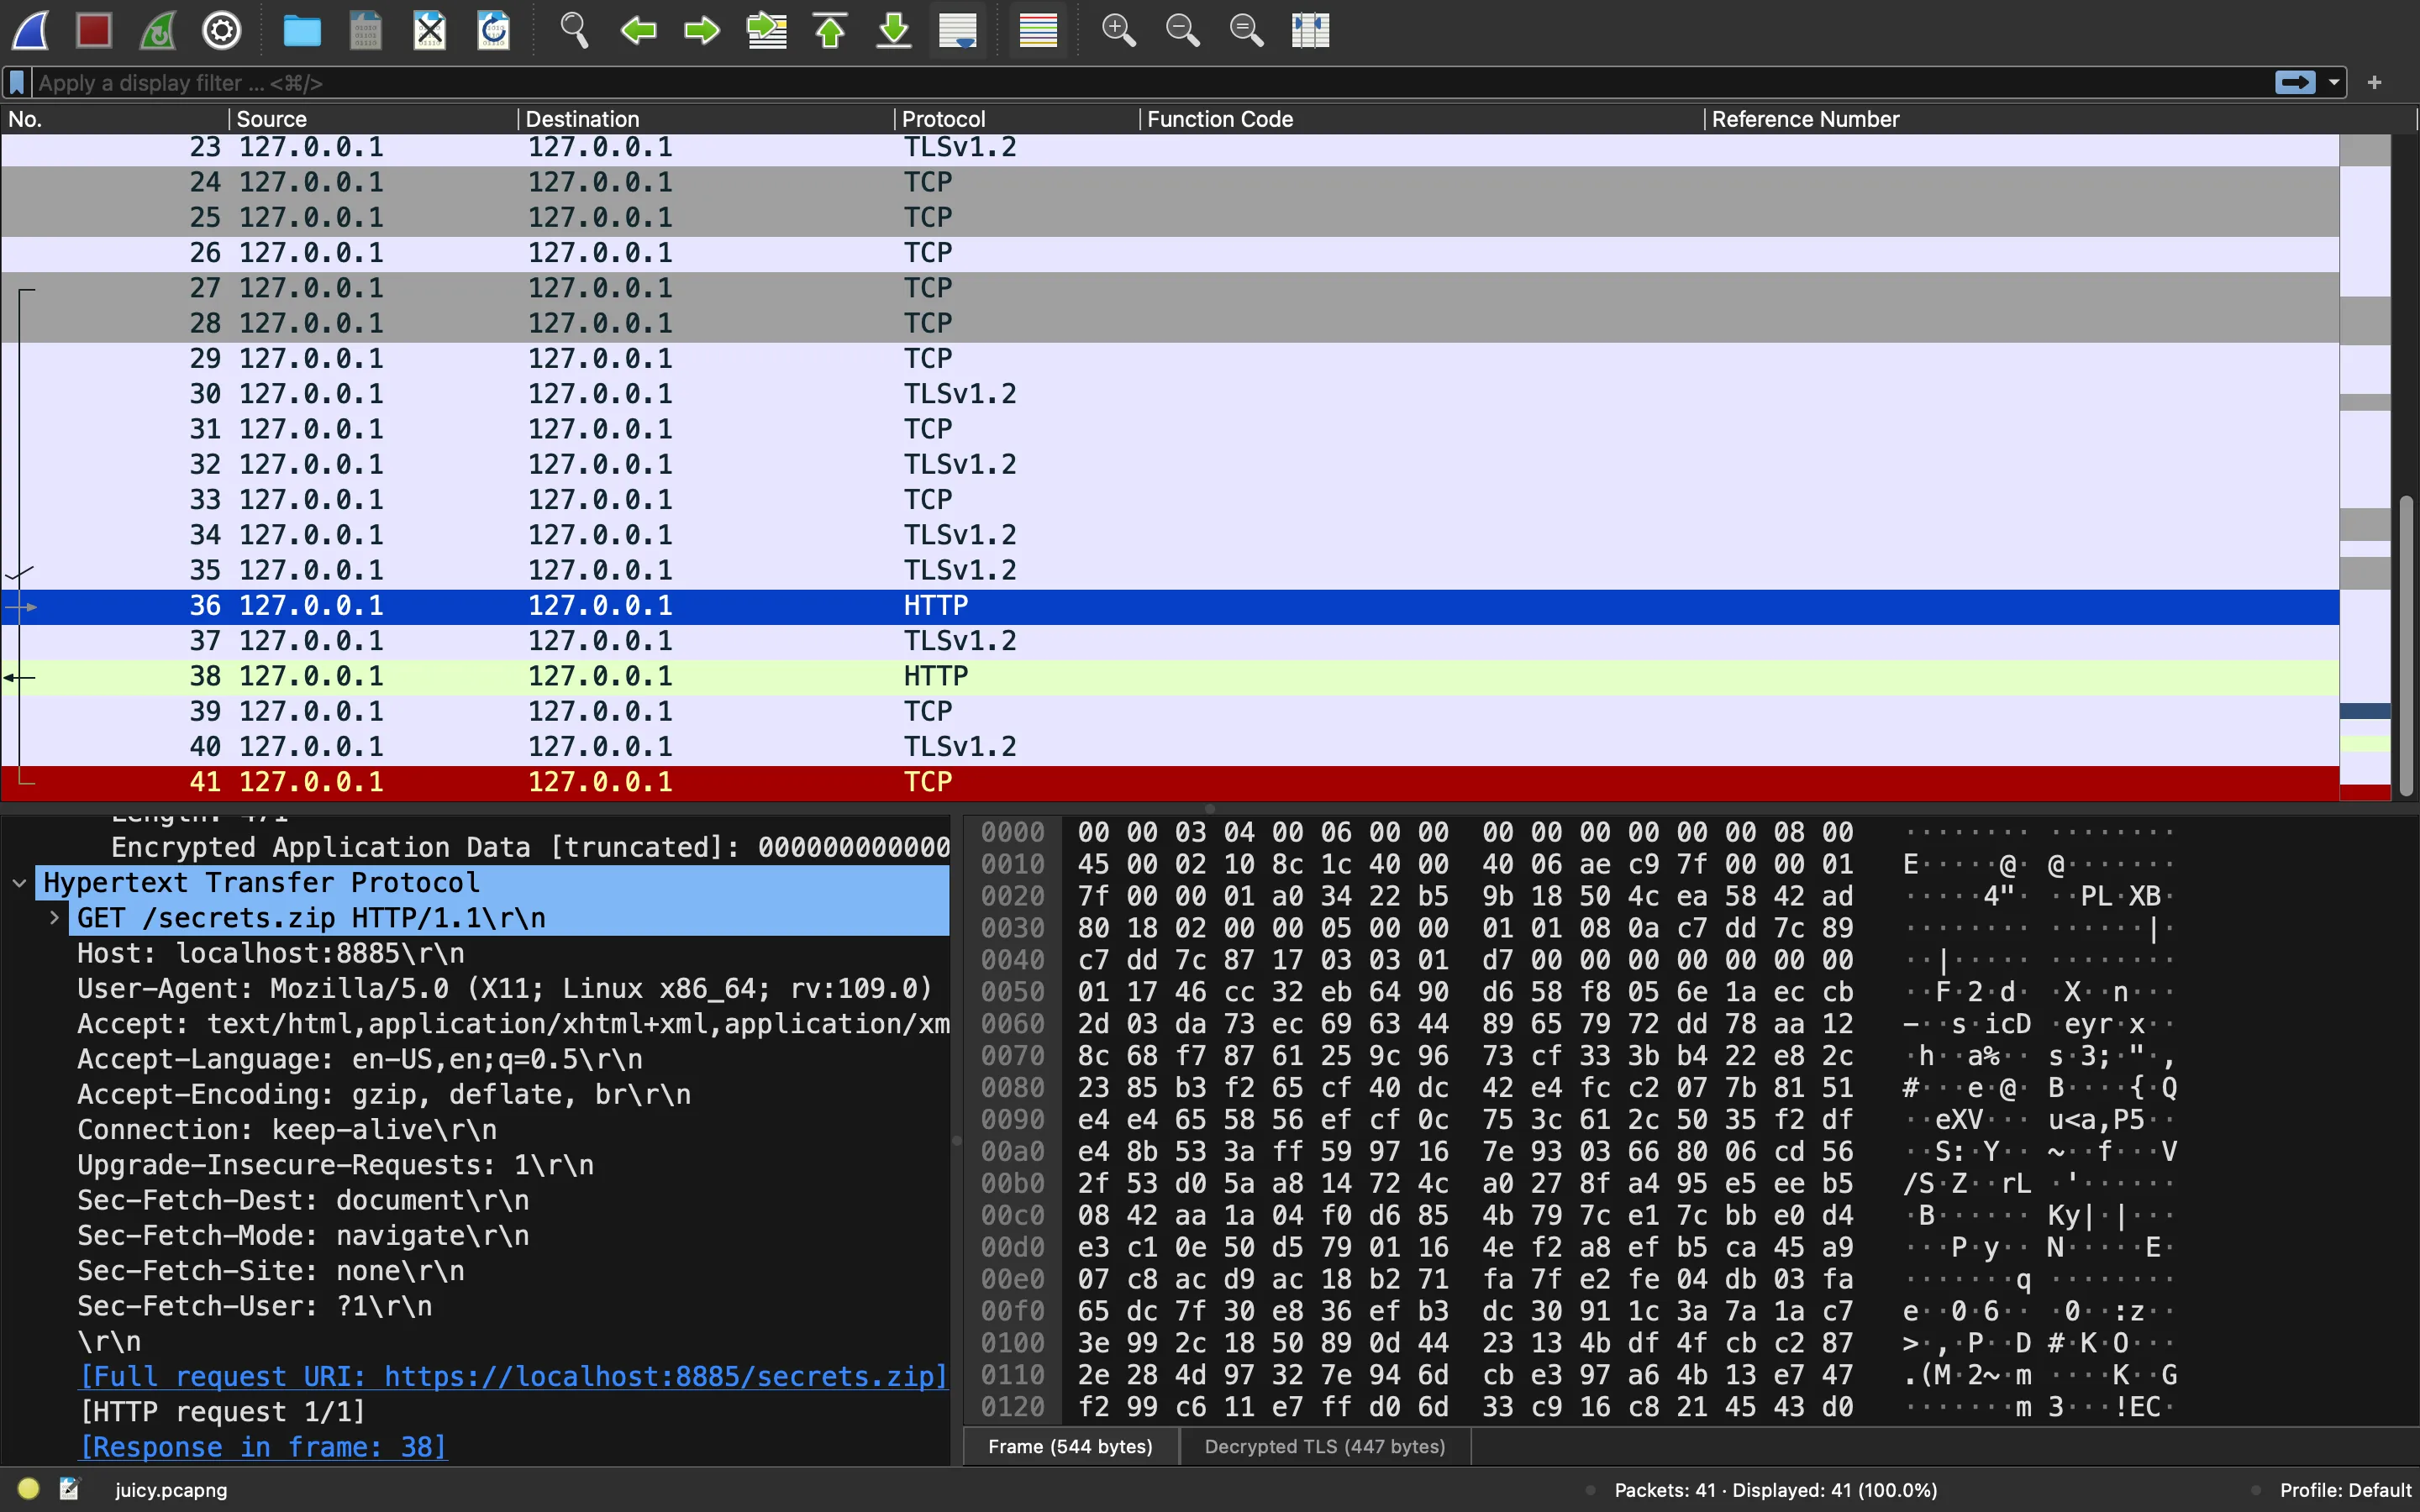 Apply a display filter ... <⌘/>
No. Source Destination Protocol Function Code Reference Number
23 127.0.0.1 127.0.0.1 TLSv1.2
24 127.0.0.1 127.0.0.1 TCP
25 127.0.0.1 127.0.0.1 TCP
26 127.0.0.1 127.0.0.1 TCP
27 127.0.0.1 127.0.0.1 TCP
28 127.0.0.1 127.0.0.1 TCP
29 127.0.0.1 127.0.0.1 TCP
30 127.0.0.1 127.0.0.1 TLSv1.2
31 127.0.0.1 127.0.0.1 TCP
32 127.0.0.1 127.0.0.1 TLSv1.2
33 127.0.0.1 127.0.0.1 TCP
34 127.0.0.1 127.0.0.1 TLSv1.2
35 127.0.0.1 127.0.0.1 TLSv1.2
36 127.0.0.1 127.0.0.1 HTTP
37 127.0.0.1 127.0.0.1 TLSv1.2
38 127.0.0.1 127.0.0.1 HTTP
39 127.0.0.1 127.0.0.1 TCP
40 127.0.0.1 127.0.0.1 TLSv1.2
41 127.0.0.1 127.0.0.1 TCP
Encrypted Application Data [truncated]: 000000000000
Hypertext Transfer Protocol
GET /secrets.zip HTTP/1.1\r\n
Host: localhost:8885\r\n
User-Agent: Mozilla/5.0 (X11; Linux x86_64; rv:109.0)
Accept: text/html,application/xhtml+xml,application/xm
Accept-Language: en-US,en;q=0.5\r\n
Accept-Encoding: gzip, deflate, br\r\n
Connection: keep-alive\r\n
Upgrade-Insecure-Requests: 1\r\n
Sec-Fetch-Dest: document\r\n
Sec-Fetch-Mode: navigate\r\n
Sec-Fetch-Site: none\r\n
Sec-Fetch-User: ?1\r\n
\r\n
[Full request URI: https://localhost:8885/secrets.zip]
[HTTP request 1/1]
[Response in frame: 38]
0000 00 00 03 04 00 06 00 00 00 00 00 00 00 00 08 00 ········ ········
0010 45 00 02 10 8c 1c 40 00 40 06 ae c9 7f 00 00 01 E·····@· @·······
0020 7f 00 00 01 a0 34 22 b5 9b 18 50 4c ea 58 42 ad ·····4"· ··PL·XB·
0030 80 18 02 00 00 05 00 00 01 01 08 0a c7 dd 7c 89 ········ ······|·
0040 c7 dd 7c 87 17 03 03 01 d7 00 00 00 00 00 00 00 ··|····· ········
0050 01 17 46 cc 32 eb 64 90 d6 58 f8 05 6e 1a ec cb ··F·2·d· ·X··n···
0060 2d 03 da 73 ec 69 63 44 89 65 79 72 dd 78 aa 12 -··s·icD ·eyr·x··
0070 8c 68 f7 87 61 25 9c 96 73 cf 33 3b b4 22 e8 2c ·h··a%·· s·3;·"·,
0080 23 85 b3 f2 65 cf 40 dc 42 e4 fc c2 07 7b 81 51 #···e·@· B····{·Q
0090 e4 e4 65 58 56 ef cf 0c 75 3c 61 2c 50 35 f2 df ··eXV··· u<a,P5··
00a0 e4 8b 53 3a ff 59 97 16 7e 93 03 66 80 06 cd 56 ··S:·Y·· ~··f···V
00b0 2f 53 d0 5a a8 14 72 4c a0 27 8f a4 95 e5 ee b5 /S·Z··rL ·'······
00c0 08 42 aa 1a 04 f0 d6 85 4b 79 7c e1 7c bb e0 d4 ·B······ Ky|·|···
00d0 e3 c1 0e 50 d5 79 01 16 4e f2 a8 ef b5 ca 45 a9 ···P·y·· N·····E·
00e0 07 c8 ac d9 ac 18 b2 71 fa 7f e2 fe 04 db 03 fa ·······q ········
00f0 65 dc 7f 30 e8 36 ef b3 dc 30 91 1c 3a 7a 1a c7 e··0·6·· ·0··:z··
0100 3e 99 2c 18 50 89 0d 44 23 13 4b df 4f cb c2 87 >·,·P··D #·K·O···
0110 2e 28 4d 97 32 7e 94 6d cb e3 97 a6 4b 13 e7 47 .(M·2~·m ····K··G
0120 f2 99 c6 11 e7 ff d0 6d 33 c9 16 c8 21 45 43 d0 ·······m 3···!EC·
Frame (544 bytes) Decrypted TLS (447 bytes)
juicy.pcapng Packets: 41 · Displayed: 41 (100.0%) Profile: Default